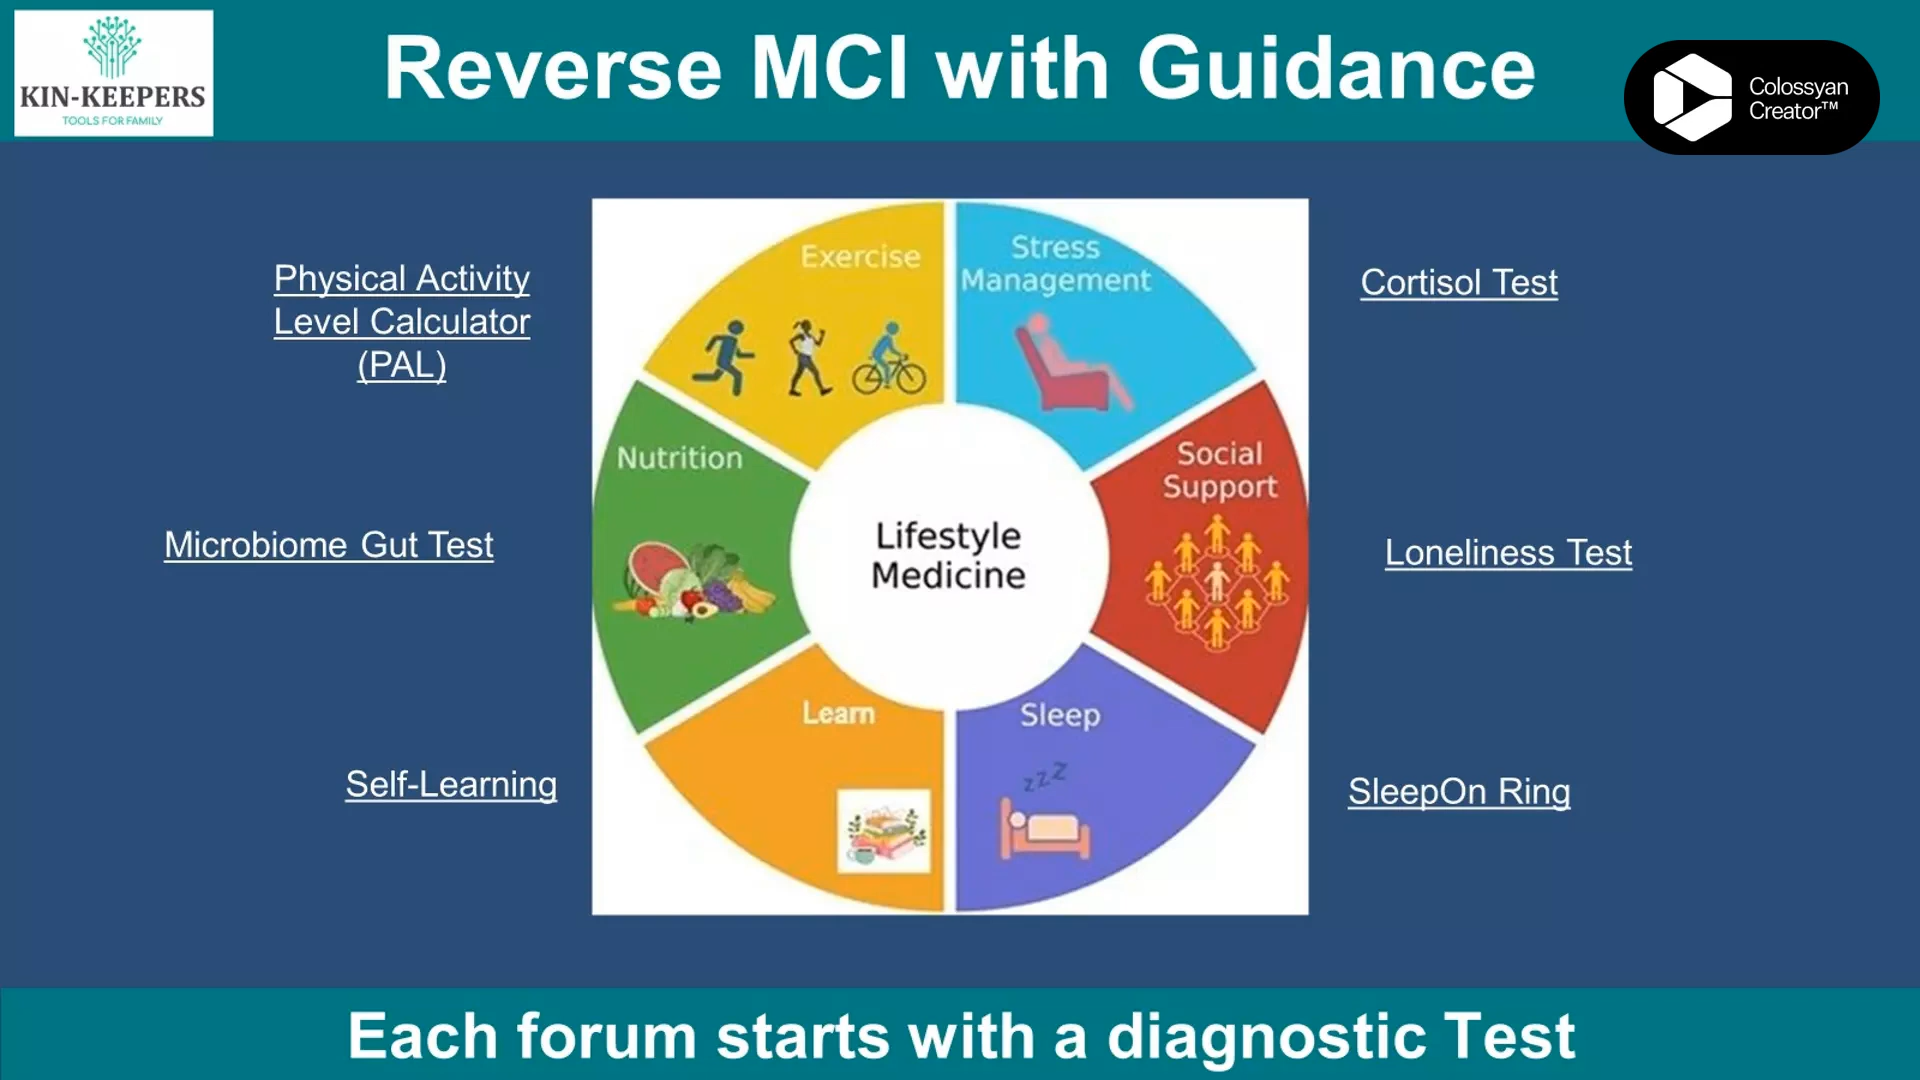 KIN-KEEPERS
TOOLS FOR FAMILY
Reverse MCI with Guidance
Colossyan
Creator™
Physical Activity
Level Calculator
(PAL)
Microbiome Gut Test
Self-Learning
Exercise
Stress
Management
Nutrition
Social
Support
Lifestyle
Medicine
Learn
Sleep
zzz
Cortisol Test
Loneliness Test
SleepOn Ring
Each forum starts with a diagnostic Test